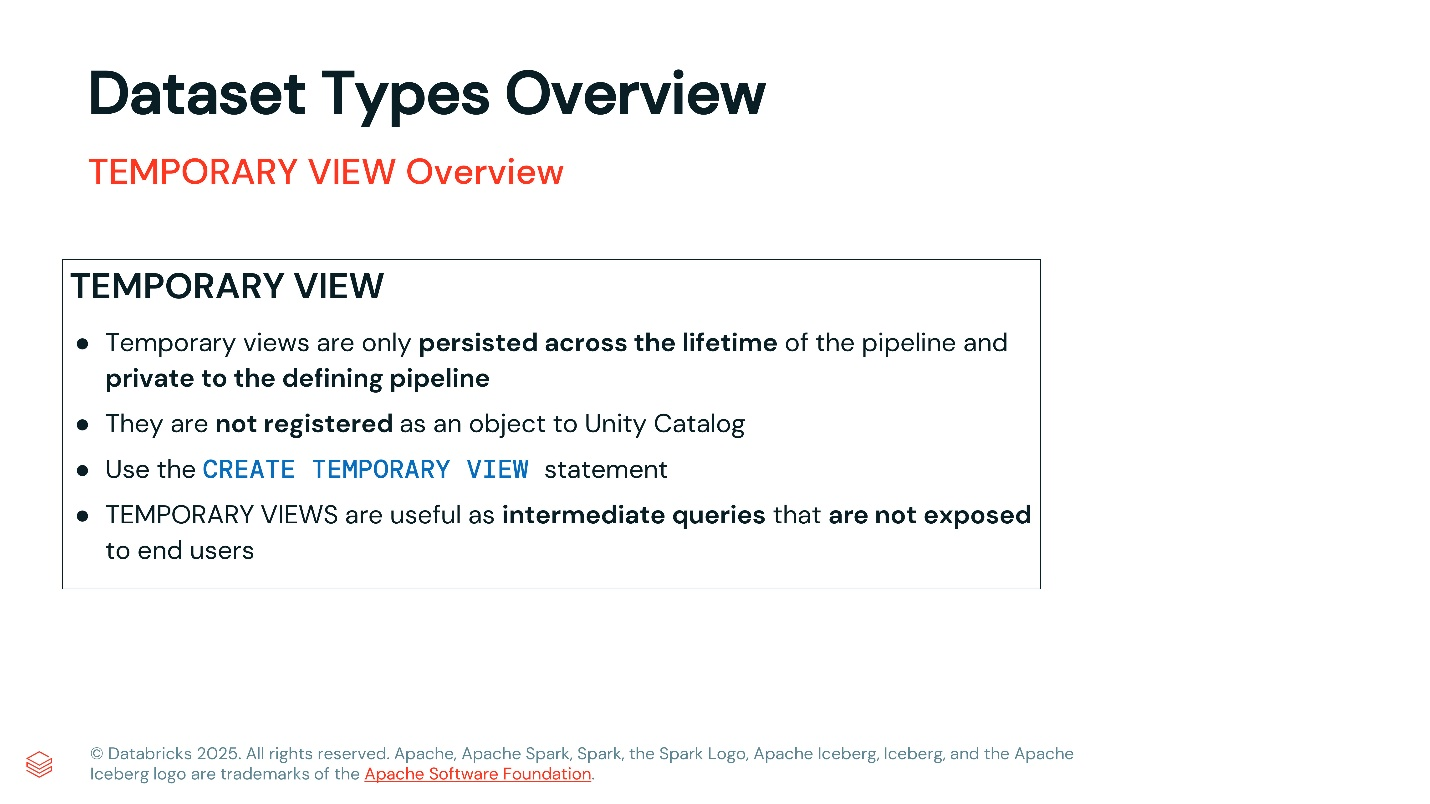 Dataset Types Overview
TEMPORARY VIEW Overview
TEMPORARY VIEW
● Temporary views are only persisted across the lifetime of the pipeline and
private to the defining pipeline
● They are not registered as an object to Unity Catalog
● Use the CREATE TEMPORARY VIEW statement
● TEMPORARY VIEWS are useful as intermediate queries that are not exposed
to end users
© Databricks 2025. All rights reserved. Apache, Apache Spark, Spark, the Spark Logo, Apache Iceberg, Iceberg, and the Apache
Iceberg logo are trademarks of the Apache Software Foundation.